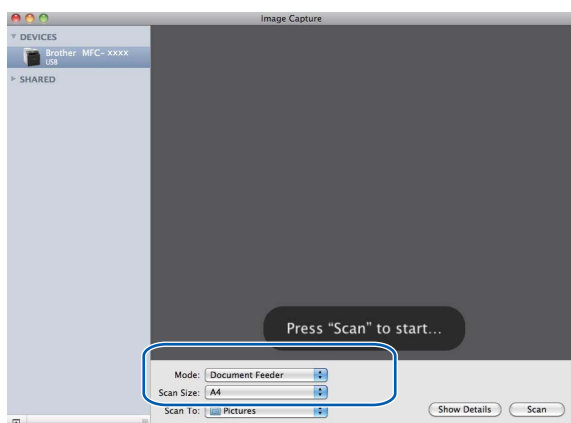 Image Capture
DEVICES
Brother MFC- xxxx
USB
SHARED
Press “Scan” to start...
Mode: Document Feeder
Scan Size: A4
Scan To: Pictures
Show Details Scan